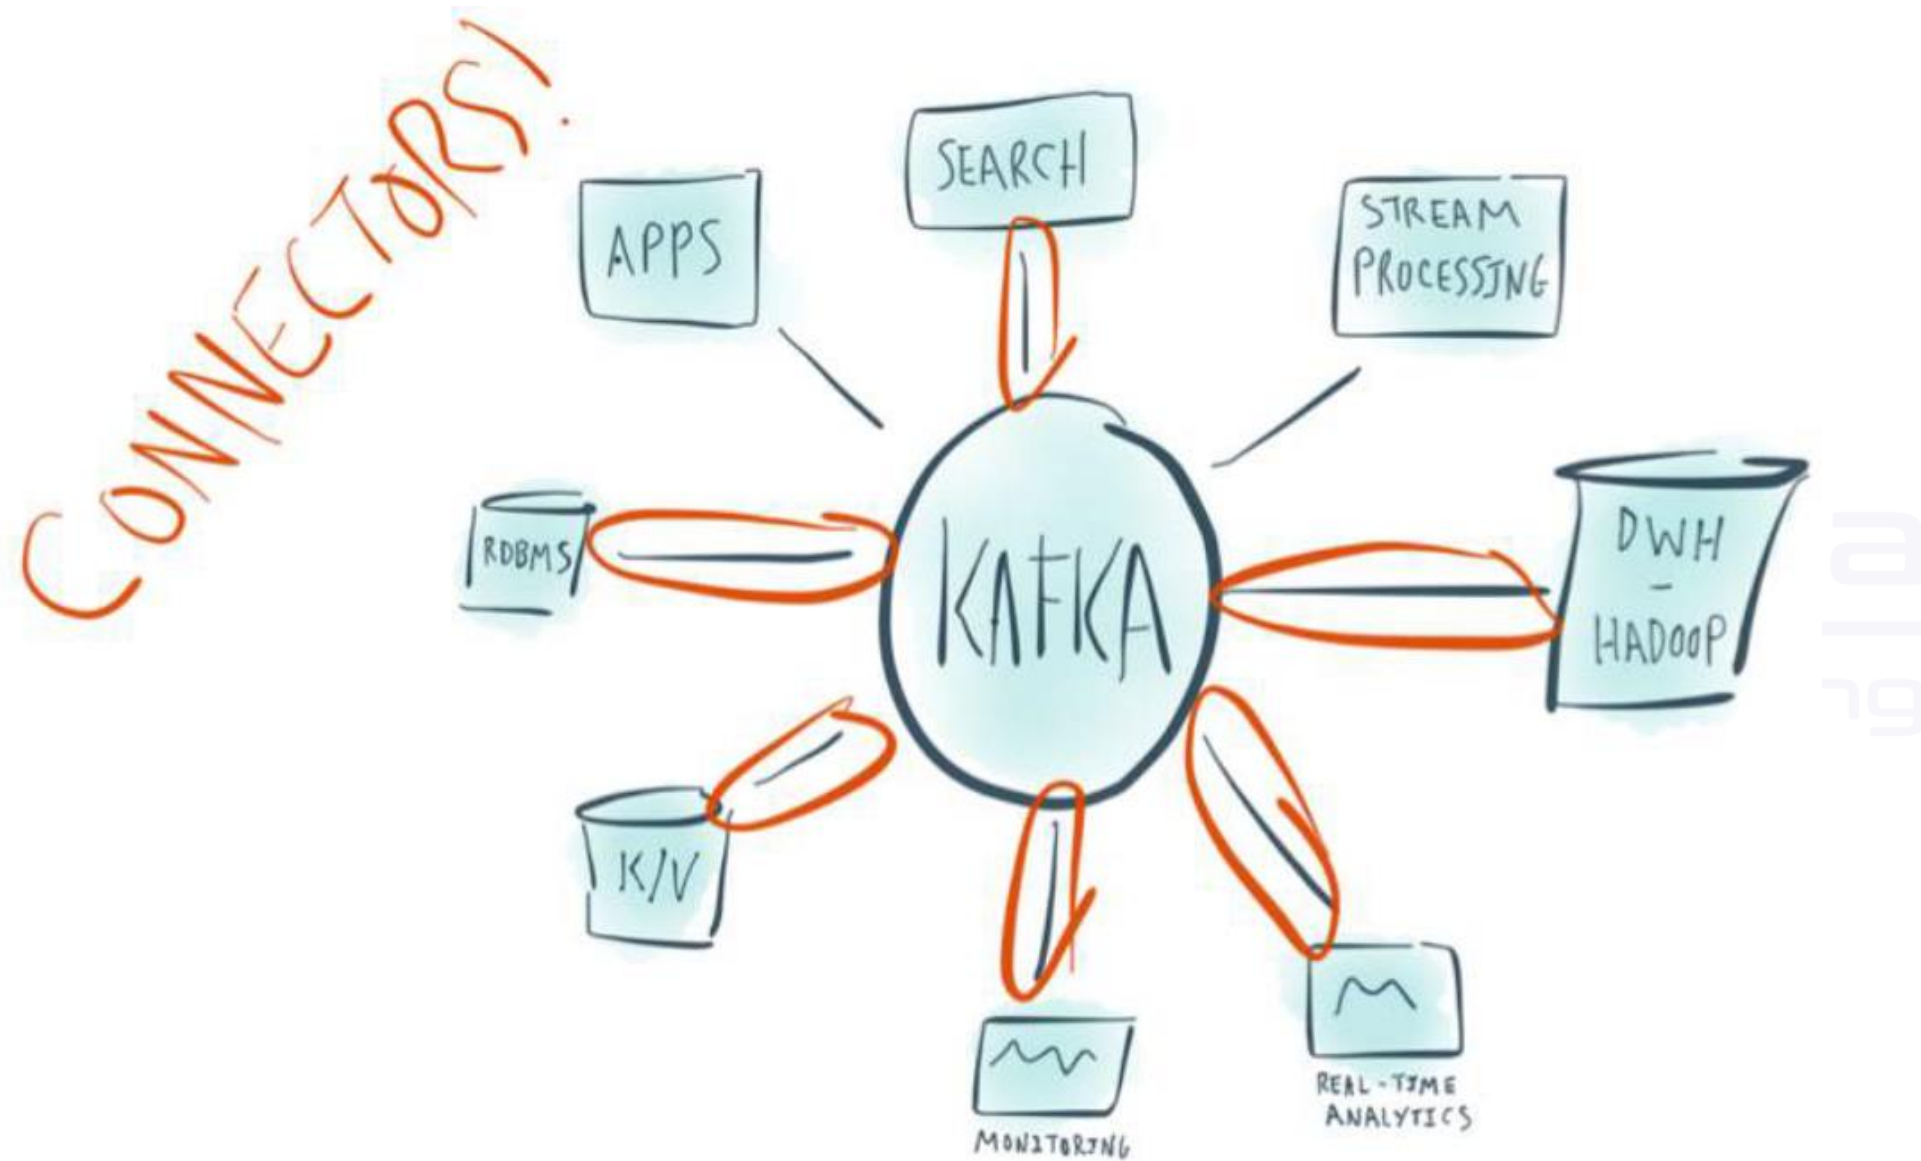 CONNECTORS!
SEARCH
APPS
STREAM
PROCESSING
RDBMS
KAFKA
DWH
-
HADOOP
K/V
MONITORING
REAL-TIME
ANALYTICS